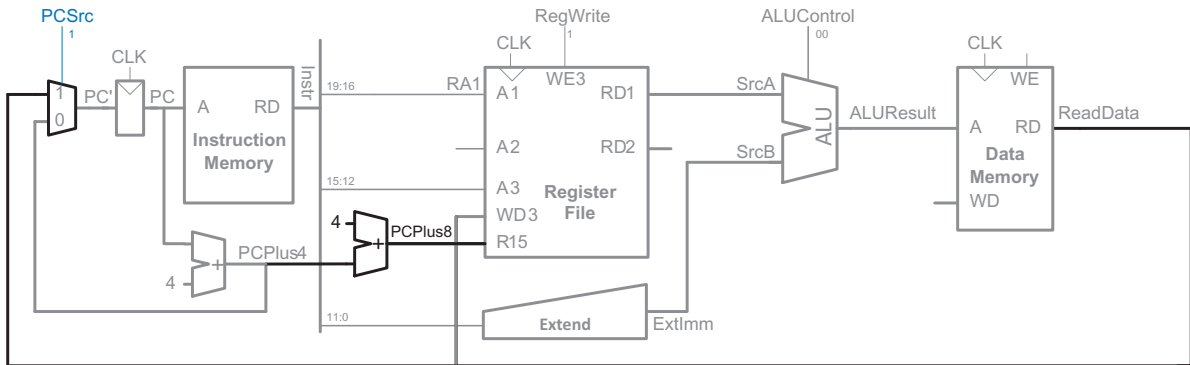 PCSrc
1
RegWrite
1
ALUControl
00
CLK
CLK
CLK
Instr
WE3
WE
1
0
PC'
PC
A
RD
Instruction
Memory
19:16
RA1
A1
RD1
SrcA
A2
RD2
SrcB
ALU
ALUResult
A
RD
ReadData
Data
Memory
WD
15:12
A3
Register
File
WD3
R15
4
+
PCPlus8
4
+
PCPlus4
11:0
Extend
ExtImm